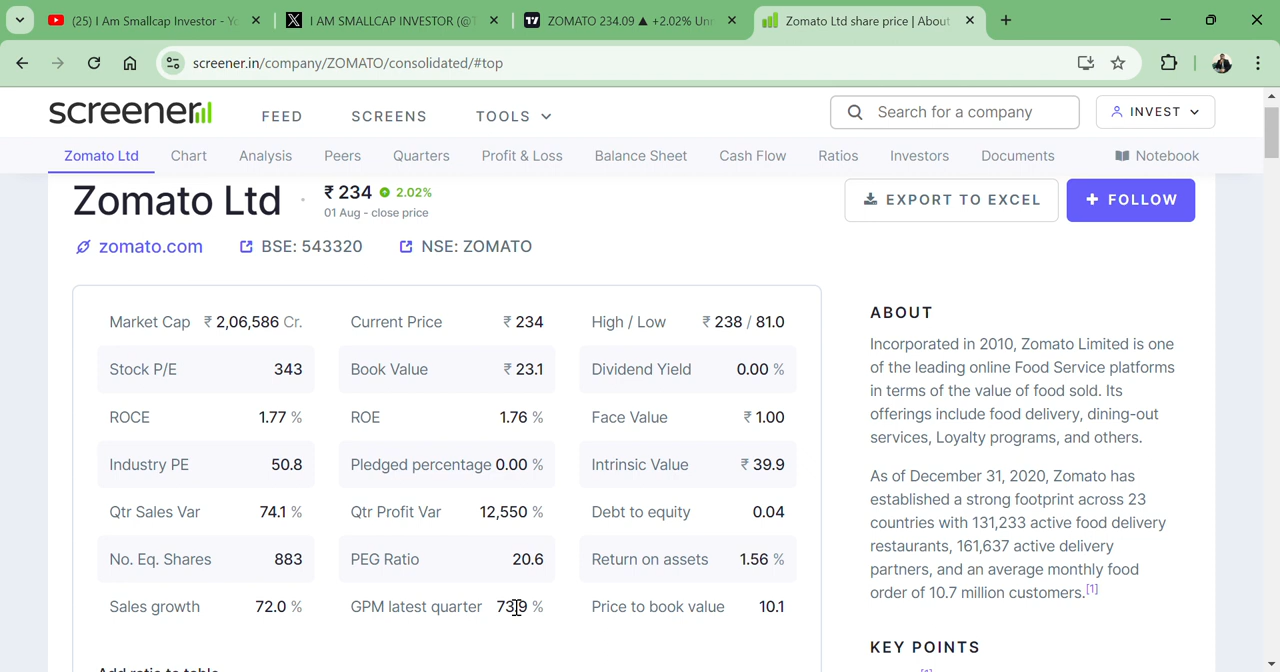 (25) I Am Smallcap Investor - Yo
I AM SMALLCAP INVESTOR (@T
ZOMATO 234.09 ▲ +2.02% Unn
Zomato Ltd share price | About
screener.in/company/ZOMATO/consolidated/#top
screener
FEED
SCREENS
TOOLS
Search for a company
INVEST
Zomato Ltd
Chart
Analysis
Peers
Quarters
Profit & Loss
Balance Sheet
Cash Flow
Ratios
Investors
Documents
Notebook
Zomato Ltd
₹ 234 2.02%
01 Aug - close price
EXPORT TO EXCEL
+ FOLLOW
zomato.com
BSE: 543320
NSE: ZOMATO
Market Cap ₹ 2,06,586 Cr.
Current Price ₹ 234
High / Low ₹ 238 / 81.0
Stock P/E 343
Book Value ₹ 23.1
Dividend Yield 0.00 %
ROCE 1.77 %
ROE 1.76 %
Face Value ₹ 1.00
Industry PE 50.8
Pledged percentage 0.00 %
Intrinsic Value ₹ 39.9
Qtr Sales Var 74.1 %
Qtr Profit Var 12,550 %
Debt to equity 0.04
No. Eq. Shares 883
PEG Ratio 20.6
Return on assets 1.56 %
Sales growth 72.0 %
GPM latest quarter %
Price to book value 10.1
Add ratio to table
ABOUT
Incorporated in 2010, Zomato Limited is one
of the leading online Food Service platforms
in terms of the value of food sold. Its
offerings include food delivery, dining-out
services, Loyalty programs, and others.
As of December 31, 2020, Zomato has
established a strong footprint across 23
countries with 131,233 active food delivery
restaurants, 161,637 active delivery
partners, and an average monthly food
order of 10.7 million customers.[1]
KEY POINTS